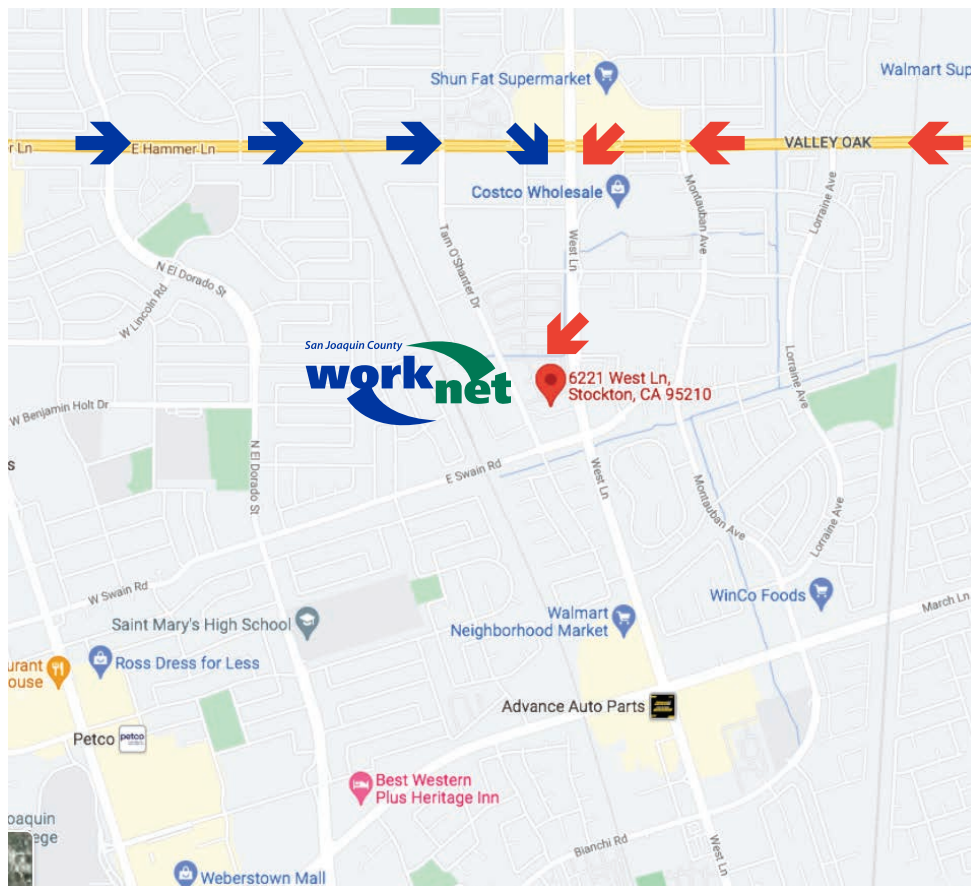 Shun Fat Supermarket
Walmart Sup
r Ln
E Hammer Ln
VALLEY OAK
Costco Wholesale
Montauban Ave
Lorraine Ave
Tam O'Shanter Dr
West Ln
N El Dorado St
W Lincoln Rd
San Joaquin County
work
net
6221 West Ln,
Stockton, CA 95210
Lorraine Ave
W Benjamin Holt Dr
N El Dorado St
s
E Swain Rd
West Ln
Montauban Ave
Lorraine Ave
W Swain Rd
WinCo Foods
March Ln
Saint Mary's High School
Walmart
Neighborhood Market
urant
ouse
Ross Dress for Less
Advance Auto Parts
Petco
petco
Best Western
Plus Heritage Inn
oaquin
ege
Bianchi Rd
West Ln
Weberstown Mall